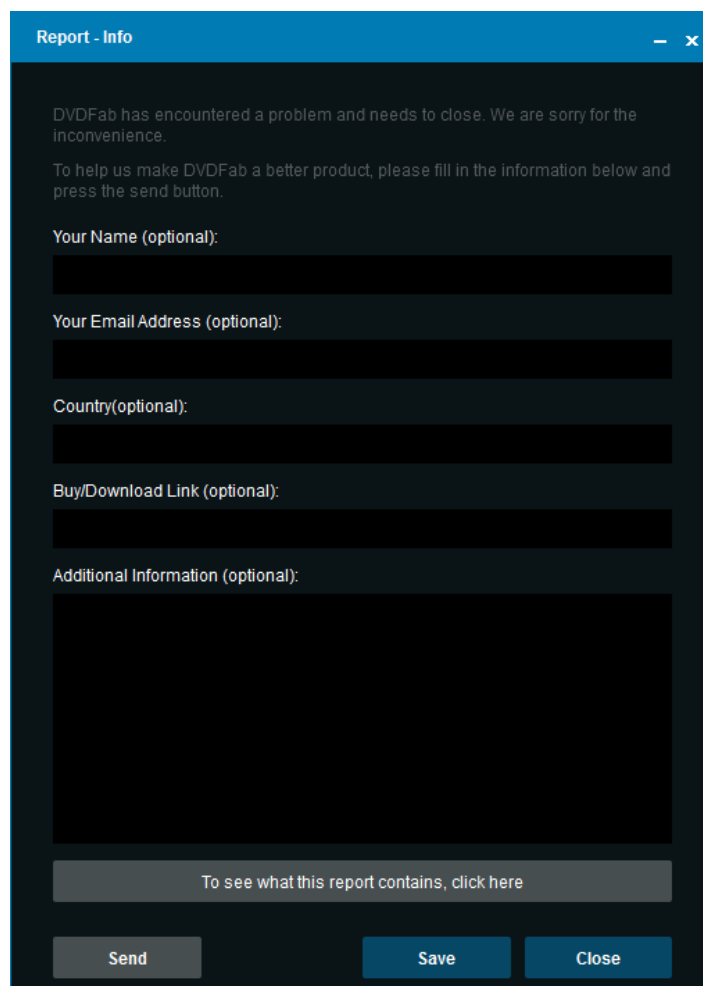 Report - Info
DVDFab has encountered a problem and needs to close. We are sorry for the
inconvenience.
To help us make DVDFab a better product, please fill in the information below and
press the send button.
Your Name (optional):
Your Email Address (optional):
Country(optional):
Buy/Download Link (optional):
Additional Information (optional):
To see what this report contains, click here
Send Save Close